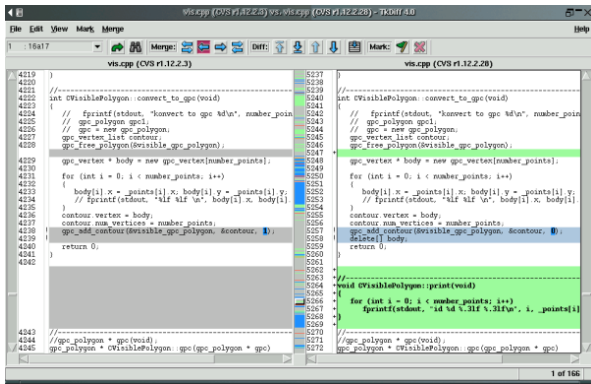 vis.cpp (CVS r1.12.2.3) vs. vis.cpp (CVS r1.12.2.28) - TkDiff 4.0
File Edit View Mark Merge Help
1 : 16a17 Merge: Diff: Mark:
vis.cpp (CVS r1.12.2.3) vis.cpp (CVS r1.12.2.28)
4219 }
4220
4221 //------------------------------------------------
4222 int CVisiblePolygon::convert_to_gpc(void)
4223 {
4224 // fprintf(stdout, "konvert to gpc %d\n", number_poin
4225 // gpc_polygon gpc1;
4226 // gpc = new gpc_polygon;
4227 gpc_vertex_list contour;
4228 gpc_free_polygon(&visible_gpc_polygon);
4229 gpc_vertex * body = new gpc_vertex[number_points];
4230
4231 for (int i = 0; i < number_points; i++)
4232 {
4233 body[i].x = _points[i].x; body[i].y = _points[i].y;
4234 // fprintf(stdout, "%lf %lf \n", body[i].x, body[i].
4235 }
4236 contour.vertex = body;
4237 contour.num_vertices = number_points;
4238 ! gpc_add_contour(&visible_gpc_polygon, &contour, 1);
4239 !
4240 return 0;
4241 }
4242
4243 //------------------------------------------------
4244 //gpc_polygon * gpc(void);
4245 gpc_polygon * CVisiblePolygon::gpc(gpc_polygon * gpc)
5237 }
5238
5239 //------------------------------------------------
5240 int CVisiblePolygon::convert_to_gpc(void)
5241 {
5242 // fprintf(stdout, "konvert to gpc %d\n", number_poin
5243 // gpc_polygon gpc1;
5244 // gpc = new gpc_polygon;
5245 gpc_vertex_list contour;
5246 gpc_free_polygon(&visible_gpc_polygon);
5247 +
5248 gpc_vertex * body = new gpc_vertex[number_points];
5249
5250 for (int i = 0; i < number_points; i++)
5251 {
5252 body[i].x = _points[i].x; body[i].y = _points[i].y;
5253 // fprintf(stdout, "%lf %lf \n", body[i].x, body[i].
5254 }
5255 contour.vertex = body;
5256 contour.num_vertices = number_points;
5257 ! gpc_add_contour(&visible_gpc_polygon, &contour, 0);
5258 ! delete[] body;
5259 return 0;
5260 }
5261
5262 +
5263 +//------------------------------------------------
5264 +void CVisiblePolygon::print(void)
5265 +{
5266 + for (int i = 0; i < number_points; i++)
5267 + fprintf(stdout, "id %d %.3lf %.3lf\n", i, _points[i]
5268 +}
5269 +
5270 //------------------------------------------------
5271 //gpc_polygon * gpc(void);
5272 gpc_polygon * CVisiblePolygon::gpc(gpc_polygon * gpc)
1 of 166